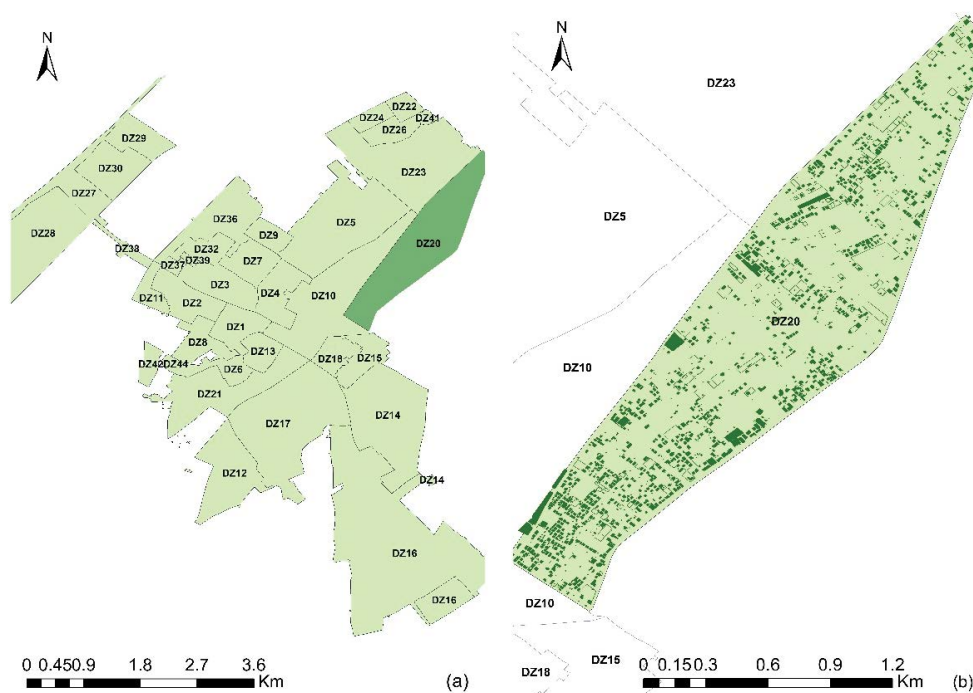 N
DZ22
DZ24
DZ41
DZ26
DZ29
DZ30
DZ23
DZ27
DZ36
DZ5
DZ28
DZ9
DZ20
DZ33
DZ32
DZ7
DZ37
DZ39
DZ3
DZ4
DZ10
DZ11
DZ2
DZ1
DZ8
DZ13
DZ18
DZ15
DZ42
DZ44
DZ6
DZ21
DZ14
DZ17
DZ12
DZ14
DZ16
DZ16
0 0.450.9 1.8 2.7 3.6
Km
(a)
N
DZ23
DZ5
DZ20
DZ10
DZ10
DZ15
DZ18
0 0.150.3 0.6 0.9 1.2
Km
(b)